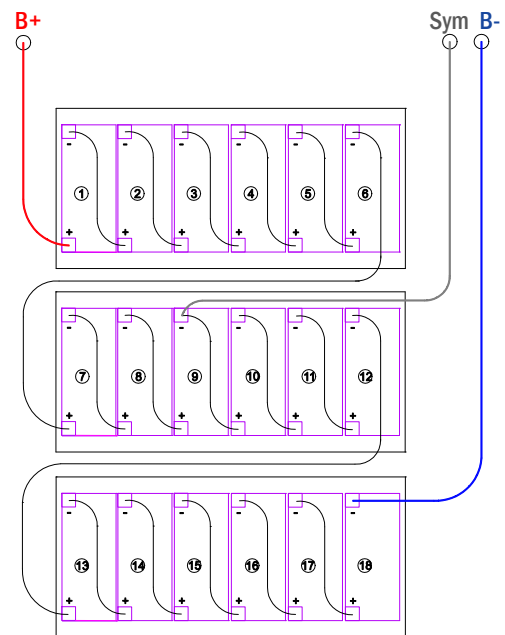 B+ Sym B-
- - - - - -
1 2 3 4 5 6
+ + + + + +
- - - - - -
7 8 9 10 11 12
+ + + + + +
- - - - - -
13 14 15 16 17 18
+ + + + + +